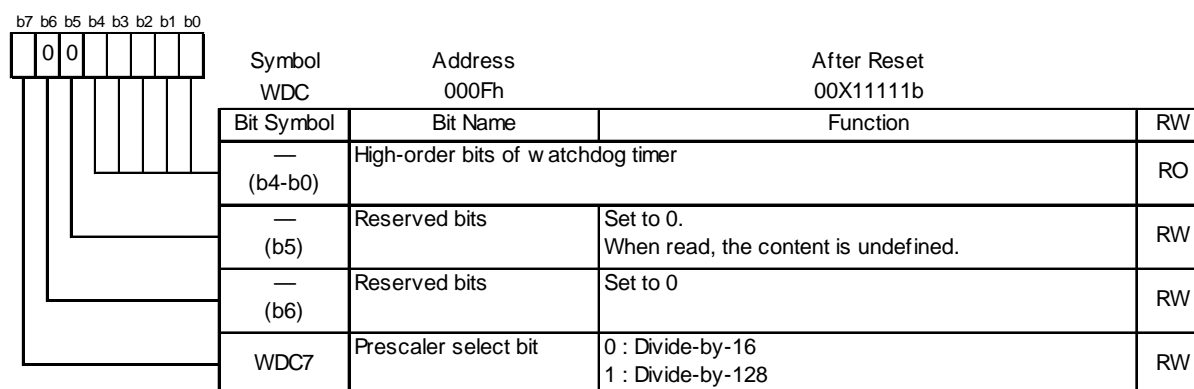 b7 b6 b5 b4 b3 b2 b1 b0
0 0
Symbol Address After Reset
WDC 000Fh 00X11111b
Bit Symbol Bit Name Function RW
— High-order bits of watchdog timer
(b4-b0) RO
— Reserved bits Set to 0.
(b5) When read, the content is undefined. RW
— Reserved bits Set to 0
(b6) RW
WDC7 Prescaler select bit 0 : Divide-by-16
1 : Divide-by-128 RW